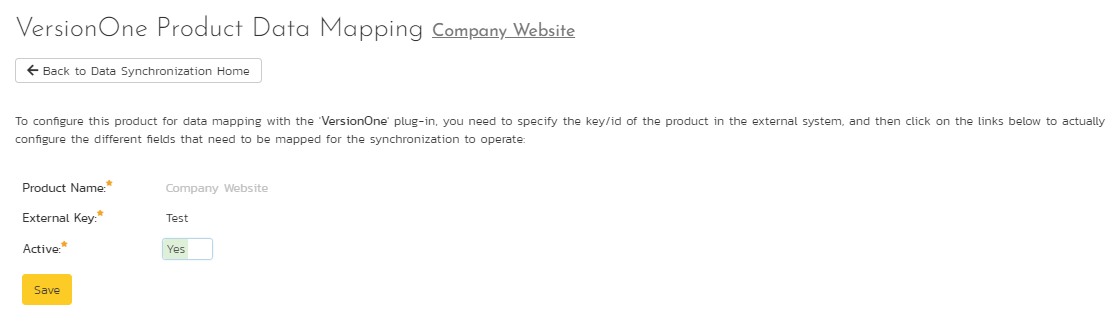 VersionOne Product Data Mapping Company Website
Back to Data Synchronization Home
To configure this product for data mapping with the 'VersionOne' plug-in, you need to specify the key/id of the product in the external system, and then click on the links below to actually
configure the different fields that need to be mapped for the synchronization to operate:
Product Name:* Company Website
External Key:* Test
Active:* Yes
Save